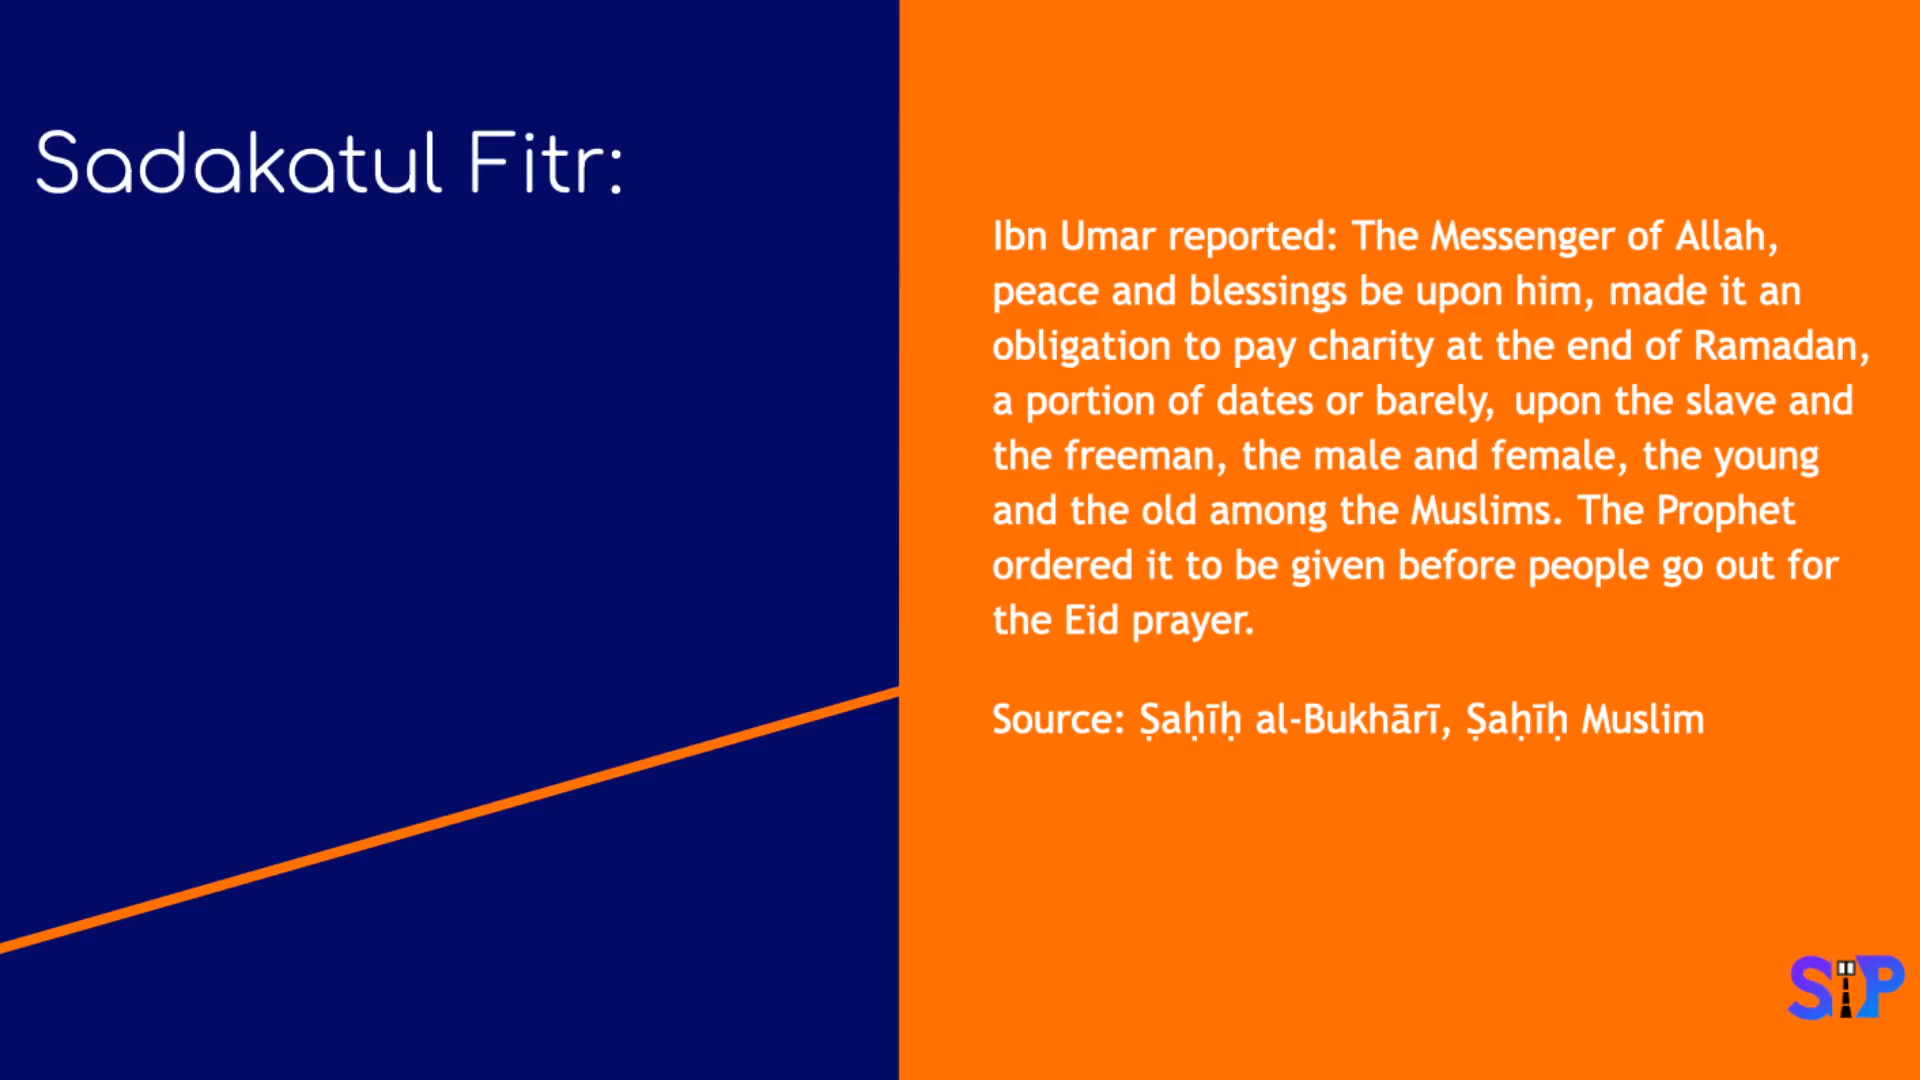 Sadakatul Fitr:
Ibn Umar reported: The Messenger of Allah,
peace and blessings be upon him, made it an
obligation to pay charity at the end of Ramadan,
a portion of dates or barely, upon the slave and
the freeman, the male and female, the young
and the old among the Muslims. The Prophet
ordered it to be given before people go out for
the Eid prayer.
Source: Ṣaḥīḥ al-Bukhārī, Ṣaḥīḥ Muslim
SIP